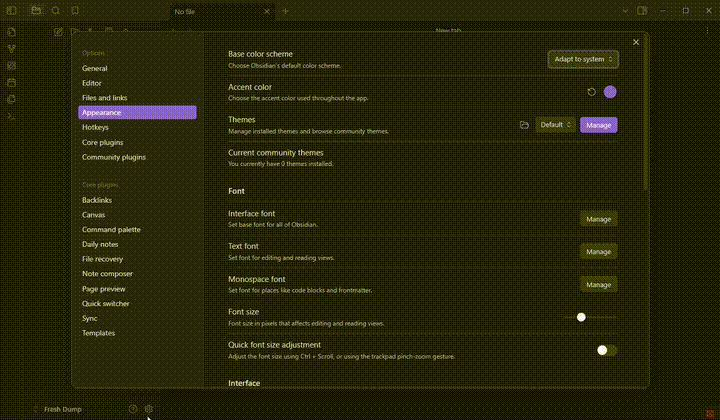 No file
New tab
Options
General
Editor
Files and links
Appearance
Hotkeys
Core plugins
Community plugins
Core plugins
Backlinks
Canvas
Command palette
Daily notes
File recovery
Note composer
Page preview
Quick switcher
Sync
Templates
Base color scheme
Choose Obsidian's default color scheme.
Adapt to system
Accent color
Choose the accent color used throughout the app.
Themes
Manage installed themes and browse community themes.
Default
Manage
Current community themes
You currently have 0 themes installed.
Font
Interface font
Set base font for all of Obsidian.
Manage
Text font
Set font for editing and reading views.
Manage
Monospace font
Set font for places like code blocks and frontmatter.
Manage
Font size
Font size in pixels that affects editing and reading views.
Quick font size adjustment
Adjust the font size using Ctrl + Scroll, or using the trackpad pinch-zoom gesture.
Interface
Fresh Dump